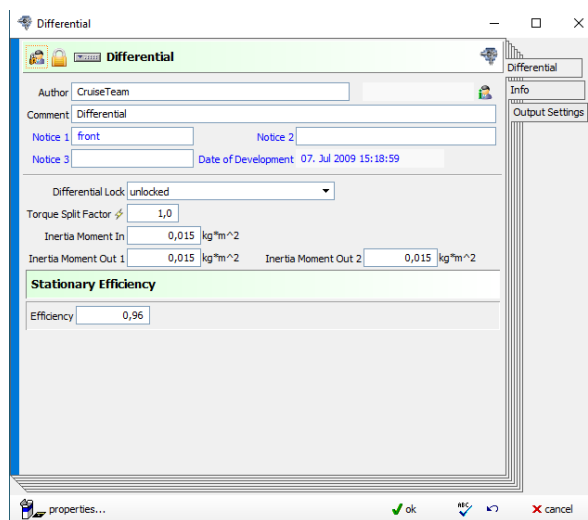 Differential
Differential
Differential
Info
Output Settings
Author CruiseTeam
Comment Differential
Notice 1 front Notice 2
Notice 3 Date of Development 07. Jul 2009 15:18:59
Differential Lock unlocked
Torque Split Factor 1,0
Inertia Moment In 0,015 kg*m^2
Inertia Moment Out 1 0,015 kg*m^2 Inertia Moment Out 2 0,015 kg*m^2
Stationary Efficiency
Efficiency 0,96
properties... ok ABC cancel